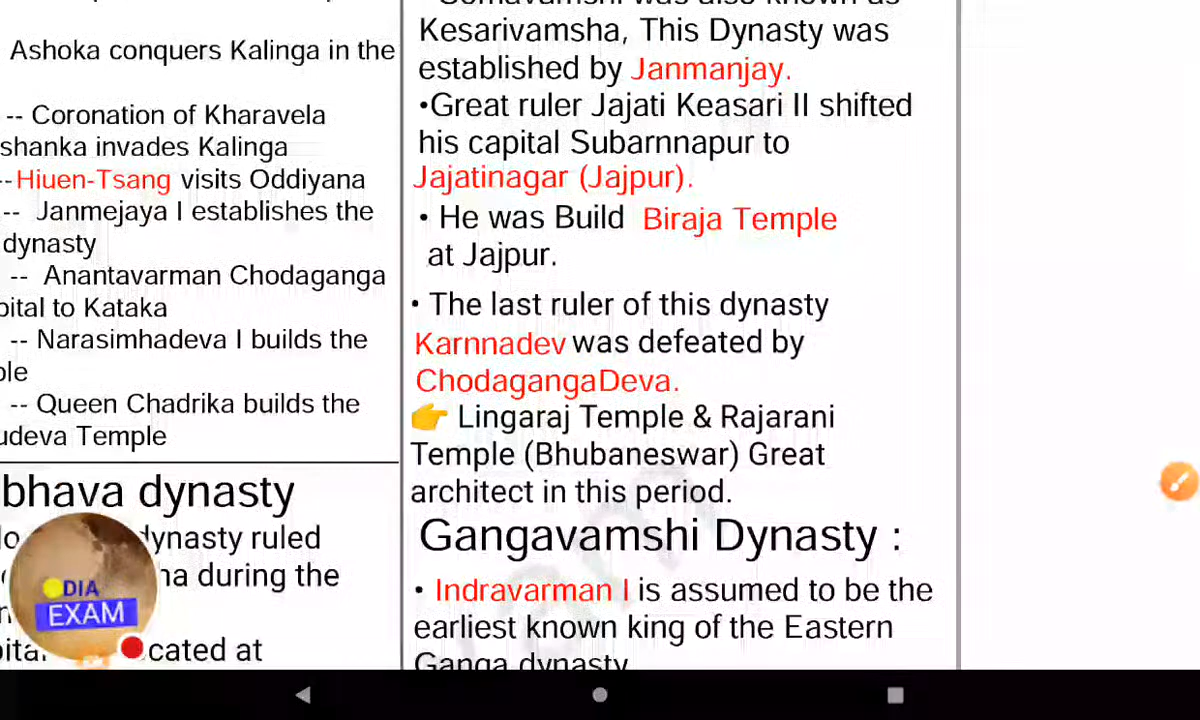 Ashoka conquers Kalinga in the
-- Coronation of Kharavela
shanka invades Kalinga
--Hiuen-Tsang visits Oddiyana
-- Janmejaya I establishes the
dynasty
-- Anantavarman Chodaganga
pital to Kataka
-- Narasimhadeva I builds the
ple
-- Queen Chadrika builds the
udeva Temple
bhava dynasty
dynasty ruled
ha during the
cated at
DIA
EXAM
Kesarivamsha, This Dynasty was
established by Janmanjay.
•Great ruler Jajati Keasari II shifted
his capital Subarnnapur to
Jajatinagar (Jajpur).
• He was Build Biraja Temple
at Jajpur.
• The last ruler of this dynasty
Karnnadev was defeated by
ChodagangaDeva.
👉 Lingaraj Temple & Rajarani
Temple (Bhubaneswar) Great
architect in this period.
Gangavamshi Dynasty :
• Indravarman I is assumed to be the
earliest known king of the Eastern
Ganga dynasty